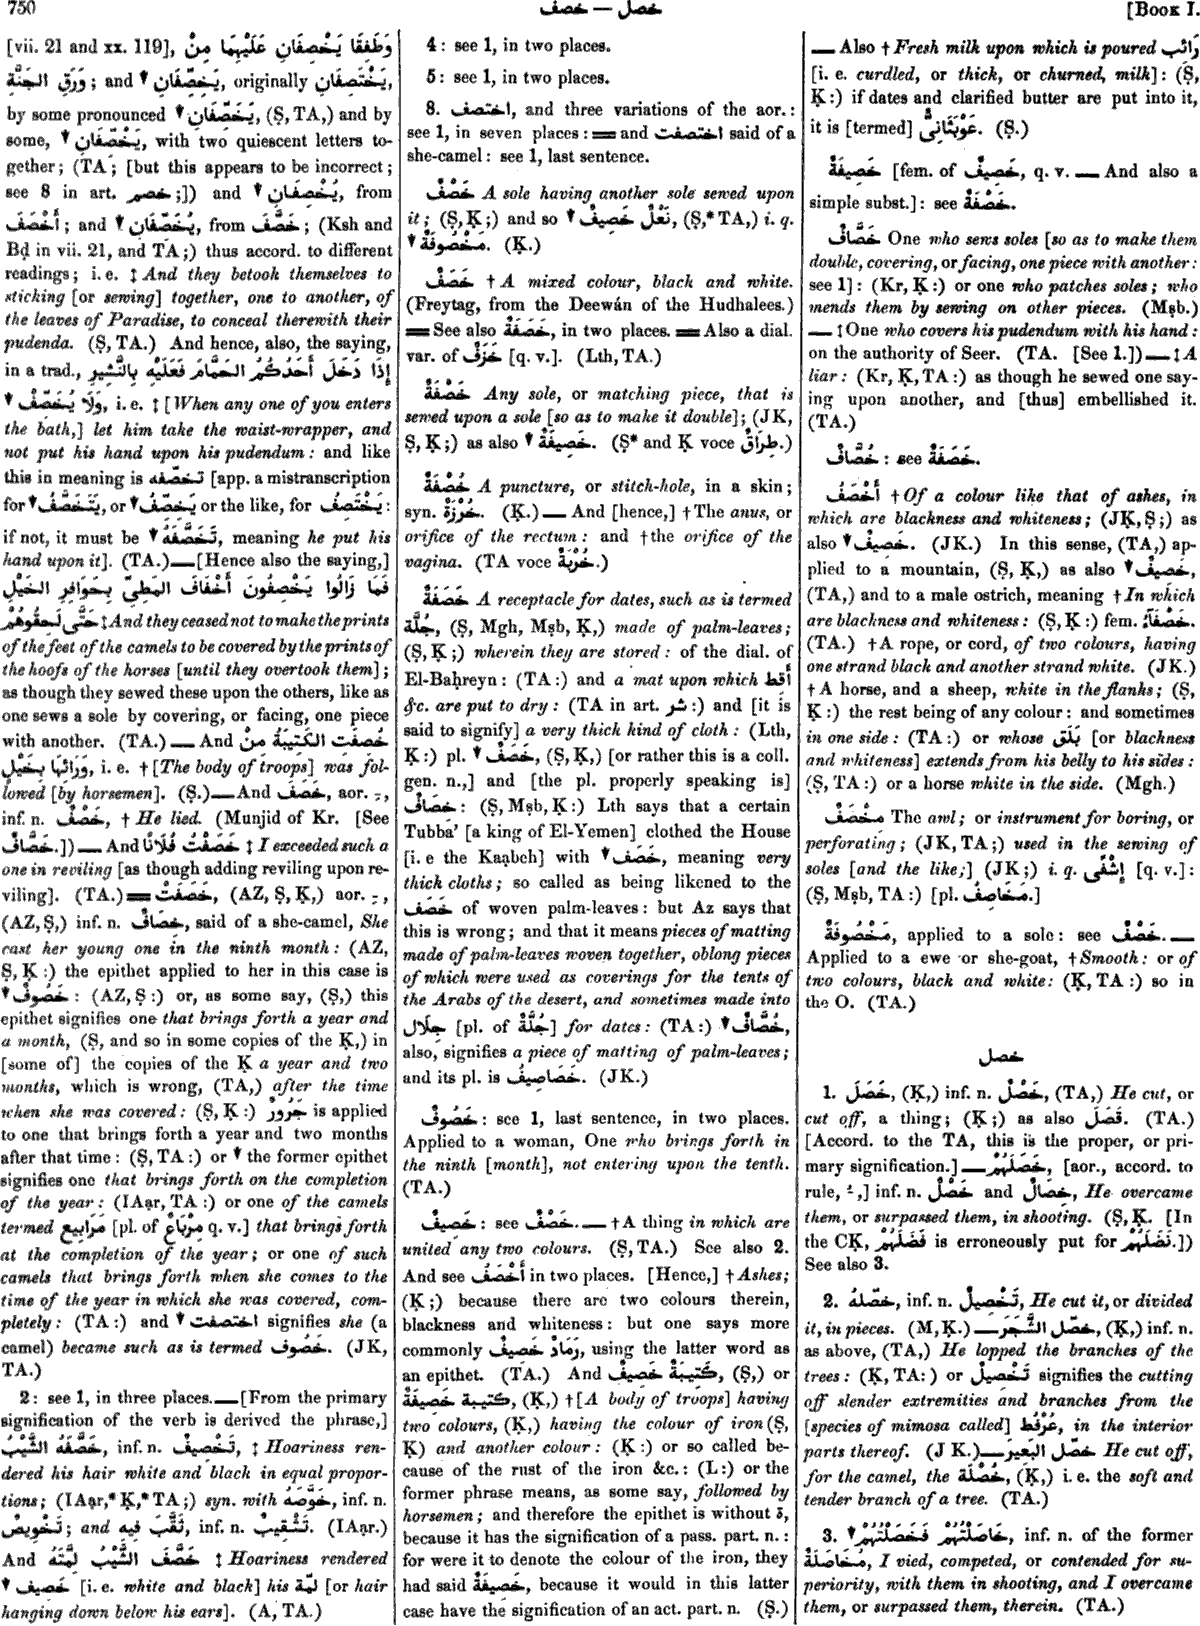 750
خصف — خصل
[BOOK I.
[vii. 21 and xx. 119], وَطَفِقَا يَخْصِفَانِ عَلَيْهِمَا مِنْ
وَرَقِ الجَنَّةِ; and ▼ يَخِصِّفَانِ, originally يَخْتَصِفَانِ,
by some pronounced ▼ يَخَصِّفَانِ, (Ṣ, TA,) and by
some, ▼ يَخْصِّفَانِ, with two quiescent letters to-
gether; (TA; [but this appears to be incorrect;
see 8 in art. خصم;]) and ▼ يُخْصِفَانِ, from
أَخْصَفَ; and ▼ يُخَصِّفَانِ, from خَصَّفَ; (Ksh and
Bḍ in vii. 21, and TA;) thus accord. to different
readings; i. e. ‡ And they betook themselves to
sticking [or sewing] together, one to another, of
the leaves of Paradise, to conceal therewith their
pudenda. (Ṣ, TA.) And hence, also, the saying,
in a trad., إِذَا دَخَلَ أَحَدُكُمُ الحَمَّامَ فَعَلَيْهِ بِالنَّشِيرِ
▼ وَلَا يُخَصِّفْ, i. e. ‡ [When any one of you enters
the bath,] let him take the waist-wrapper, and
not put his hand upon his pudendum: and like
this in meaning is تخصّفه [app. a mistranscription
for ▼ يَتَخَصَّفُ, or ▼ يَخَصِّفُ or the like, for يَخْتَصِفُ:
if not, it must be ▼ تَخَصَّفَهُ, meaning he put his
hand upon it]. (TA.) — [Hence also the saying,]
فَمَا زَالُوا يَخْصِفُونَ أَخْفَافَ المَطِىِّ بِحَوَافِرِ الخَيْلِ
حَتَّى لَحِقُوهُمْ ‡ And they ceased not to make the prints
of the feet of the camels to be covered by the prints of
the hoofs of the horses [until they overtook them];
as though they sewed these upon the others, like as
one sews a sole by covering, or facing, one piece
with another. (TA.) — And خُصِفَتِ الكَتِيبَةُ مِنْ
وَرَائِهَا بِخَيْلٍ, i. e. † [The body of troops] was fol-
lowed [by horsemen]. (Ṣ.) — And خَصَفَ, aor. ـِ,
inf. n. خَصْفٌ, † He lied. (Munjid of Kr. [See
خَصَّافٌ.]) — And خَصَفْتُ فُلَانًا ‡ I exceeded such a
one in reviling [as though adding reviling upon re-
viling]. (TA.) = خَصَفَتْ, (AZ, Ṣ, Ḳ,) aor. ـِ,
(AZ, Ṣ,) inf. n. خِصَافٌ, said of a she-camel, She
cast her young one in the ninth month: (AZ,
Ṣ, Ḳ:) the epithet applied to her in this case is
▼ خَصُوفٌ: (AZ, Ṣ:) or, as some say, (Ṣ,) this
epithet signifies one that brings forth a year and
a month, (Ṣ, and so in some copies of the Ḳ,) in
[some of] the copies of the Ḳ a year and two
months, which is wrong, (TA,) after the time
when she was covered: (Ṣ, Ḳ:) جَرُورٌ is applied
to one that brings forth a year and two months
after that time: (Ṣ, TA:) or ▼ the former epithet
signifies one that brings forth on the completion
of the year: (IAạr, TA:) or one of the camels
termed مَرَابِيع [pl. of مِرْبَاعٌ q. v.] that brings forth
at the completion of the year; or one of such
camels that brings forth when she comes to the
time of the year in which she was covered, com-
pletely: (TA:) and ▼ اختصفت signifies she (a
camel) became such as is termed خَصُوف. (JK,
TA.)
2: see 1, in three places. — [From the primary
signification of the verb is derived the phrase,]
خَصَّفَهُ الشَّيْبُ, inf. n. تَخْصِيفٌ, ‡ Hoariness ren-
dered his hair white and black in equal propor-
tions; (IAạr,* Ḳ,* TA;) syn. with خَوَّصَهُ, inf. n.
تَخْوِيصٌ; and ثَقَّبَ فِيهِ, inf. n. تَثْقِيبٌ. (IAạr.)
And خَصَّفَ الشَّيْبُ لِمَّتَهُ ‡ Hoariness rendered
▼ خَصِيف [i. e. white and black] his لِمَّة [or hair
hanging down below his ears]. (A, TA.)
4: see 1, in two places.
5: see 1, in two places.
8. اختصف, and three variations of the aor.:
see 1, in seven places: = and اختصفت said of a
she-camel: see 1, last sentence.
خَصْفٌ A sole having another sole sewed upon
it; (Ṣ, Ḳ;) and so ▼ نَعْلٌ خَصِيفٌ, (Ṣ,* TA,) i. q.
▼ مَخْصُوفَةٌ. (Ḳ.)
خَصَفٌ † A mixed colour, black and white.
(Freytag, from the Deewán of the Hudhalees.)
= See also خَصَفَةٌ, in two places. = Also a dial.
var. of خَزَفٌ [q. v.]. (Lth, TA.)
خَصْفَةٌ Any sole, or matching piece, that is
sewed upon a sole [so as to make it double]; (JK,
Ṣ, Ḳ;) as also ▼ خَصِيفَةٌ. (Ṣ* and Ḳ voce طِرَاقٌ.)
خُصْفَةٌ A puncture, or stitch-hole, in a skin;
syn. خُرْزَةٌ. (Ḳ.) — And [hence,] † The anus, or
orifice of the rectum: and † the orifice of the
vagina. (TA voce خُرْبَةٌ.)
خَصَفَةٌ A receptacle for dates, such as is termed
جُلَّة, (Ṣ, Mgh, Mṣb, Ḳ,) made of palm-leaves;
(Ṣ, Ḳ;) wherein they are stored: of the dial. of
El-Baḥreyn: (TA:) and a mat upon which أَقِط
&c. are put to dry: (TA in art. شر:) and [it is
said to signify] a very thick kind of cloth: (Lth,
Ḳ:) pl. ▼ خَصَفٌ, (Ṣ, Ḳ,) [or rather this is a coll.
gen. n.,] and [the pl. properly speaking is]
خِصَافٌ: (Ṣ, Mṣb, Ḳ:) Lth says that a certain
Tubba' [a king of El-Yemen] clothed the House
[i. e the Kaạbeh] with ▼ خَصَف, meaning very
thick cloths; so called as being likened to the
خَصَف of woven palm-leaves: but Az says that
this is wrong; and that it means pieces of matting
made of palm-leaves woven together, oblong pieces
of which were used as coverings for the tents of
the Arabs of the desert, and sometimes made into
جِلَال [pl. of جُلَّةٌ] for dates: (TA:) ▼ خُصَّافٌ,
also, signifies a piece of matting of palm-leaves;
and its pl. is خَصَاصِيفُ. (JK.)
خَصُوفٌ: see 1, last sentence, in two places.
Applied to a woman, One who brings forth in
the ninth [month], not entering upon the tenth.
(TA.)
خَصِيفٌ: see خَصْفٌ. — † A thing in which are
united any two colours. (Ṣ, TA.) See also 2.
And see أَخْصَفُ in two places. [Hence,] † Ashes;
(Ḳ;) because there are two colours therein,
blackness and whiteness: but one says more
commonly رَمَادٌ خَصِيفٌ, using the latter word as
an epithet. (TA.) And كَتِيبَةٌ خَصِيفٌ, (Ṣ,) or
كتيبة خَصِيفَةٌ, (Ḳ,) † [A body of troops] having
two colours, (Ḳ,) having the colour of iron (Ṣ,
Ḳ) and another colour: (Ḳ:) or so called be-
cause of the rust of the iron &c.: (L:) or the
former phrase means, as some say, followed by
horsemen; and therefore the epithet is without ة,
because it has the signification of a pass. part. n.:
for were it to denote the colour of the iron, they
had said خَصِيفَةٌ, because it would in this latter
case have the signification of an act. part. n. (Ṣ.)
— Also † Fresh milk upon which is poured رَائِب
[i. e. curdled, or thick, or churned, milk]: (Ṣ,
Ḳ:) if dates and clarified butter are put into it,
it is [termed] عَوْبَثَانِىٌّ. (Ṣ.)
خَصِيفَةٌ [fem. of خَصِيفٌ, q. v. — And also a
simple subst.]: see خَصْفَةٌ.
خَصَّافٌ One who sews soles [so as to make them
double, covering, or facing, one piece with another:
see 1]: (Kr, Ḳ:) or one who patches soles; who
mends them by sewing on other pieces. (Mṣb.)
— ‡ One who covers his pudendum with his hand:
on the authority of Seer. (TA. [See 1.]) — ‡ A
liar: (Kr, Ḳ, TA:) as though he sewed one say-
ing upon another, and [thus] embellished it.
(TA.)
خُصَّافٌ: see خَصَفَةٌ.
أَخْصَفُ † Of a colour like that of ashes, in
which are blackness and whiteness; (JK, Ṣ;) as
also ▼ خَصِيفٌ. (JK.) In this sense, (TA,) ap-
plied to a mountain, (Ṣ, Ḳ,) as also ▼ خَصِيفٌ,
(TA,) and to a male ostrich, meaning † In which
are blackness and whiteness: (Ṣ, Ḳ:) fem. خَصْفَآءُ.
(TA.) † A rope, or cord, of two colours, having
one strand black and another strand white. (JK.)
† A horse, and a sheep, white in the flanks; (Ṣ,
Ḳ:) the rest being of any colour: and sometimes
in one side: (TA:) or whose بَلَق [or blackness
and whiteness] extends from his belly to his sides:
(Ṣ, TA:) or a horse white in the side. (Mgh.)
مِخْصَفٌ The awl; or instrument for boring, or
perforating; (JK, TA;) used in the sewing of
soles [and the like;] (JK;) i. q. إِشْفًى [q. v.]:
(Ṣ, Mṣb, TA:) [pl. مَخَاصِفُ.]
مَخْصُوفَةٌ, applied to a sole: see خَصْفٌ. —
Applied to a ewe or she-goat, † Smooth: or of
two colours, black and white: (Ḳ, TA:) so in
the O. (TA.)
خصل
1. خَصَلَ, (Ḳ,) inf. n. خَصْلٌ, (TA,) He cut, or
cut off, a thing; (Ḳ;) as also قَصَلَ. (TA.)
[Accord. to the TA, this is the proper, or pri-
mary signification.] — خَصَلَهُمْ, [aor., accord. to
rule, ـُ,] inf. n. خَصْلٌ and خِصَالٌ, He overcame
them, or surpassed them, in shooting. (Ṣ, Ḳ. [In
the CḲ, فَضَلَهُمْ is erroneously put for نَضَلَهُمْ.])
See also 3.
2. خصّلهُ, inf. n. تَخْصِيلٌ, He cut it, or divided
it, in pieces. (M, Ḳ.) — خصّل الشَّجَرَ, (Ḳ,) inf. n.
as above, (TA,) He lopped the branches of the
trees: (Ḳ, TA:) or تَخْصِيلٌ signifies the cutting
off slender extremities and branches from the
[species of mimosa called] عُرْفُط, in the interior
parts thereof. (J K.) — خصّل البَعِيرَ He cut off,
for the camel, the خُصْلَة, (Ḳ,) i. e. the soft and
tender branch of a tree. (TA.)
3. ▼ خَاصَلْتُهُمْ فَخَصَلْتُهُمْ, inf. n. of the former
مُخَاصَلَةٌ, I vied, competed, or contended for su-
periority, with them in shooting, and I overcame
them, or surpassed them, therein. (TA.)